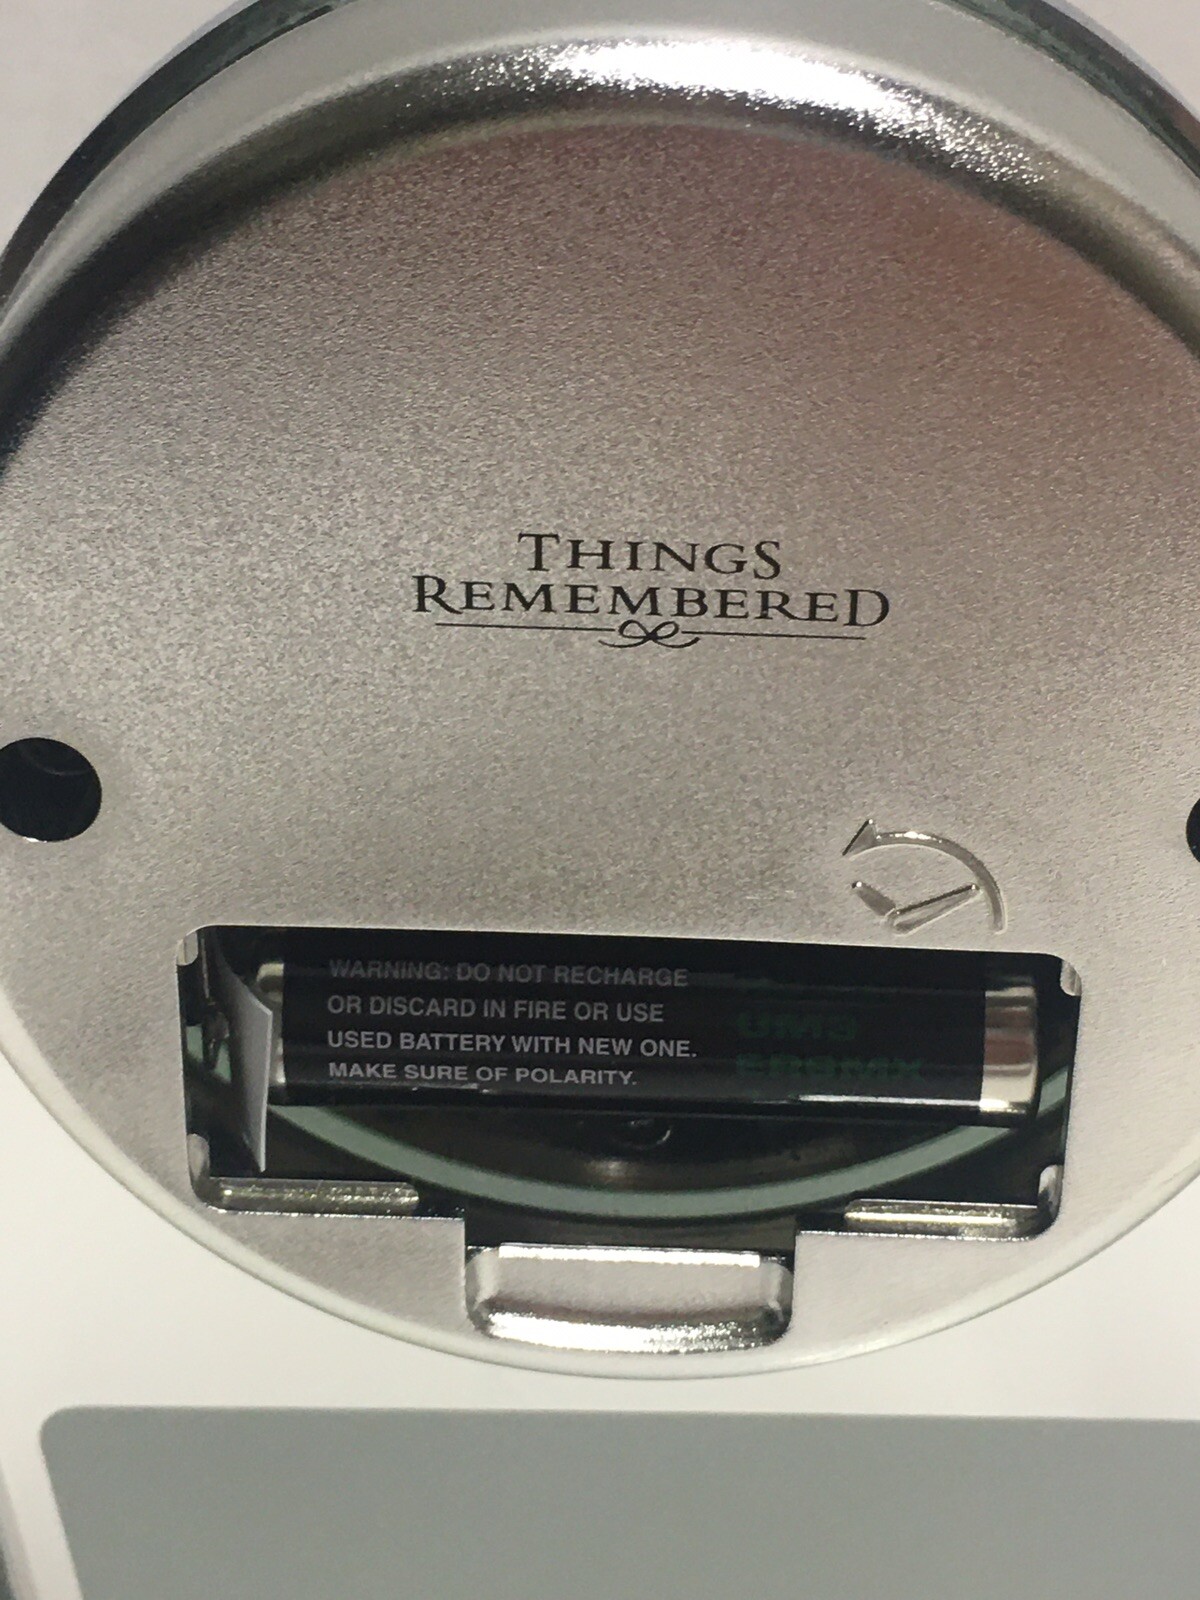 THINGS
REMEMBERED
WARNING: DO NOT RECHARGE
OR DISCARD IN FIRE OR USE
USED BATTERY WITH NEW ONE.
MAKE SURE OF POLARITY.